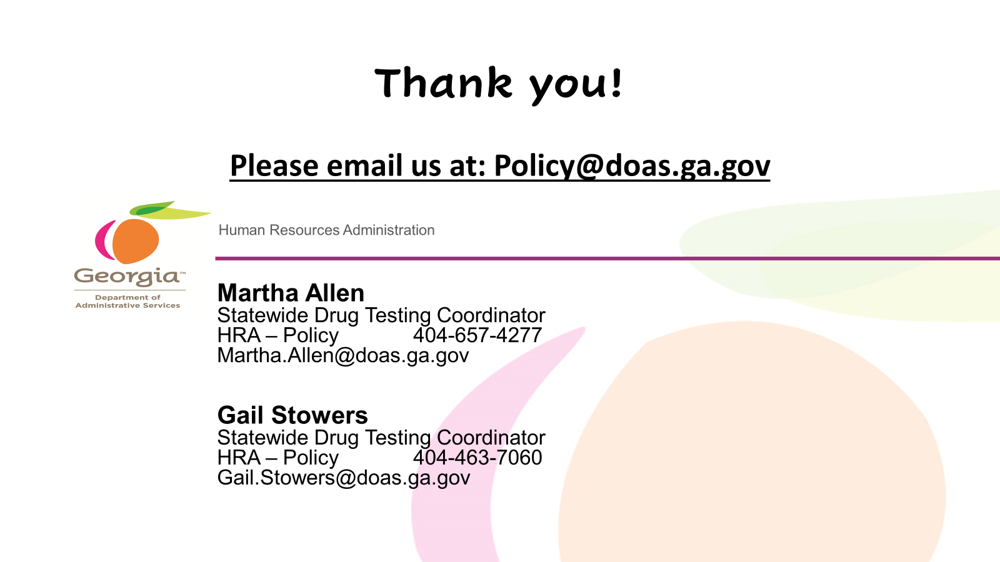 Thank you!
Please email us at: Policy@doas.ga.gov
Human Resources Administration
Georgia™
Department of
Administrative Services
Martha Allen
Statewide Drug Testing Coordinator
HRA – Policy 404-657-4277
Martha.Allen@doas.ga.gov
Gail Stowers
Statewide Drug Testing Coordinator
HRA – Policy 404-463-7060
Gail.Stowers@doas.ga.gov